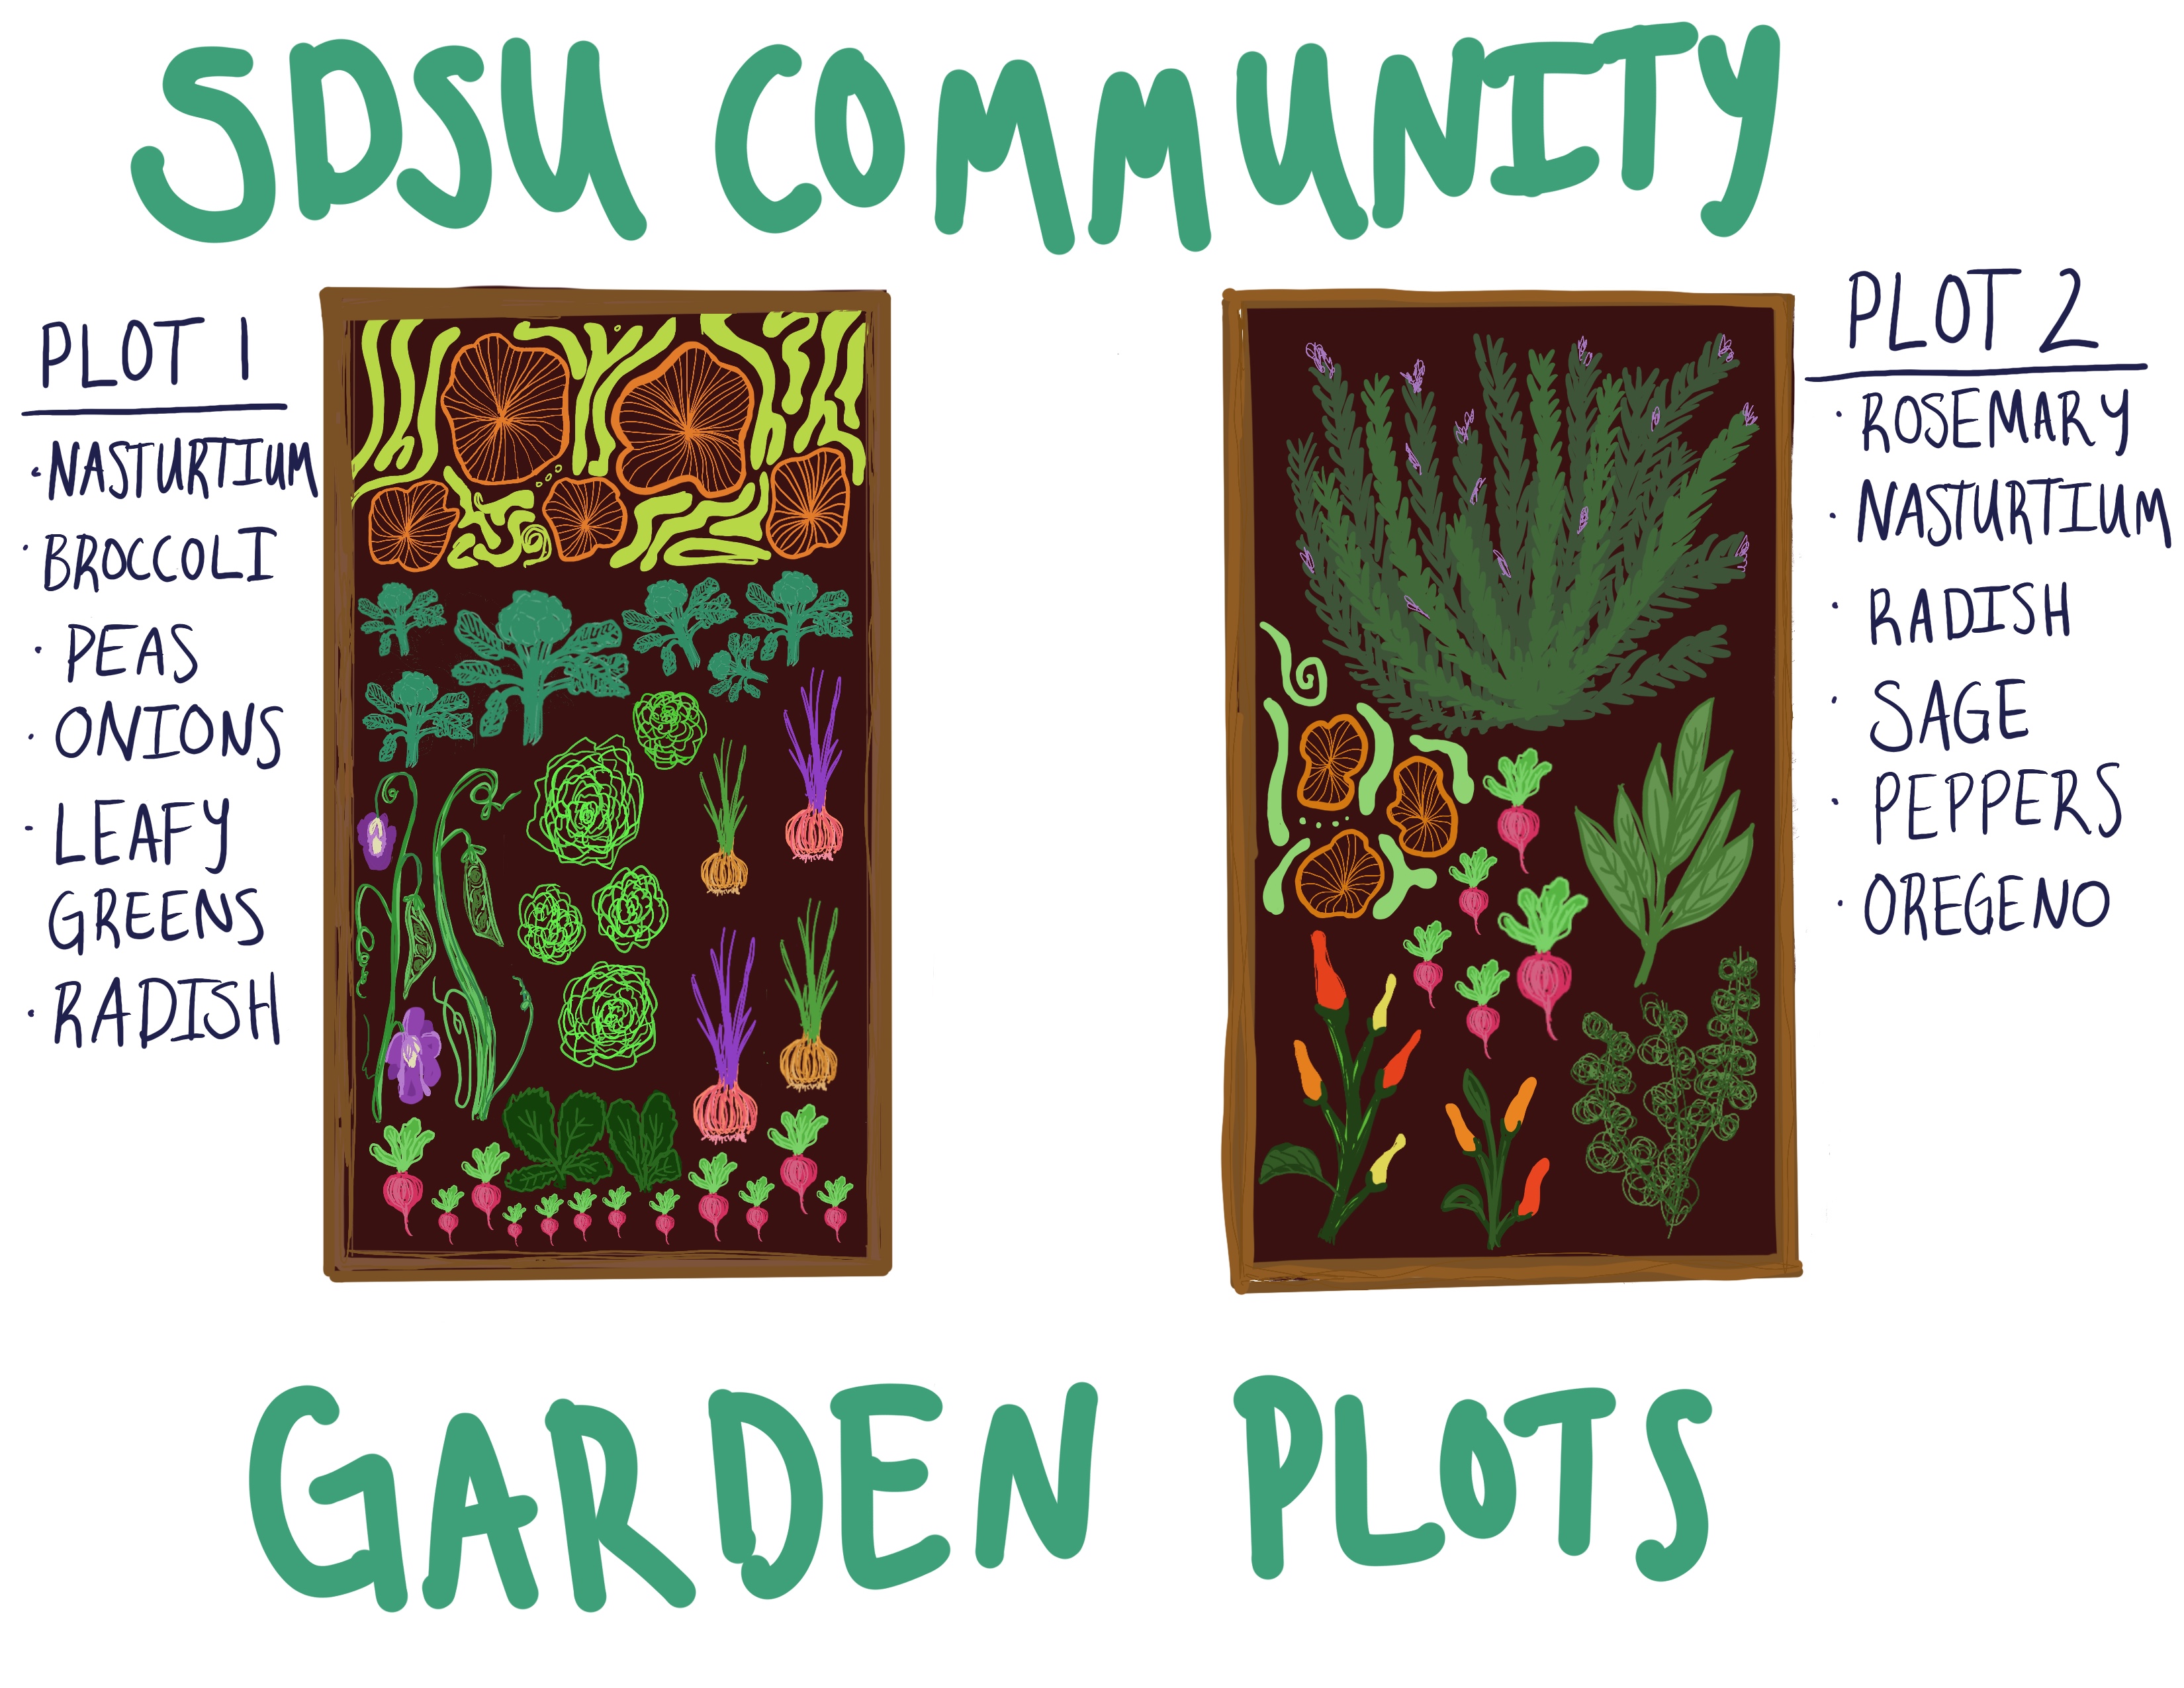 SDSU COMMUNITY
PLOT 1
• NASTURTIUM
• BROCCOLI
• PEAS
• ONIONS
• LEAFY
GREENS
• RADISH
PLOT 2
• ROSEMARY
• NASTURTIUM
• RADISH
• SAGE
• PEPPERS
• OREGENO
GARDEN PLOTS